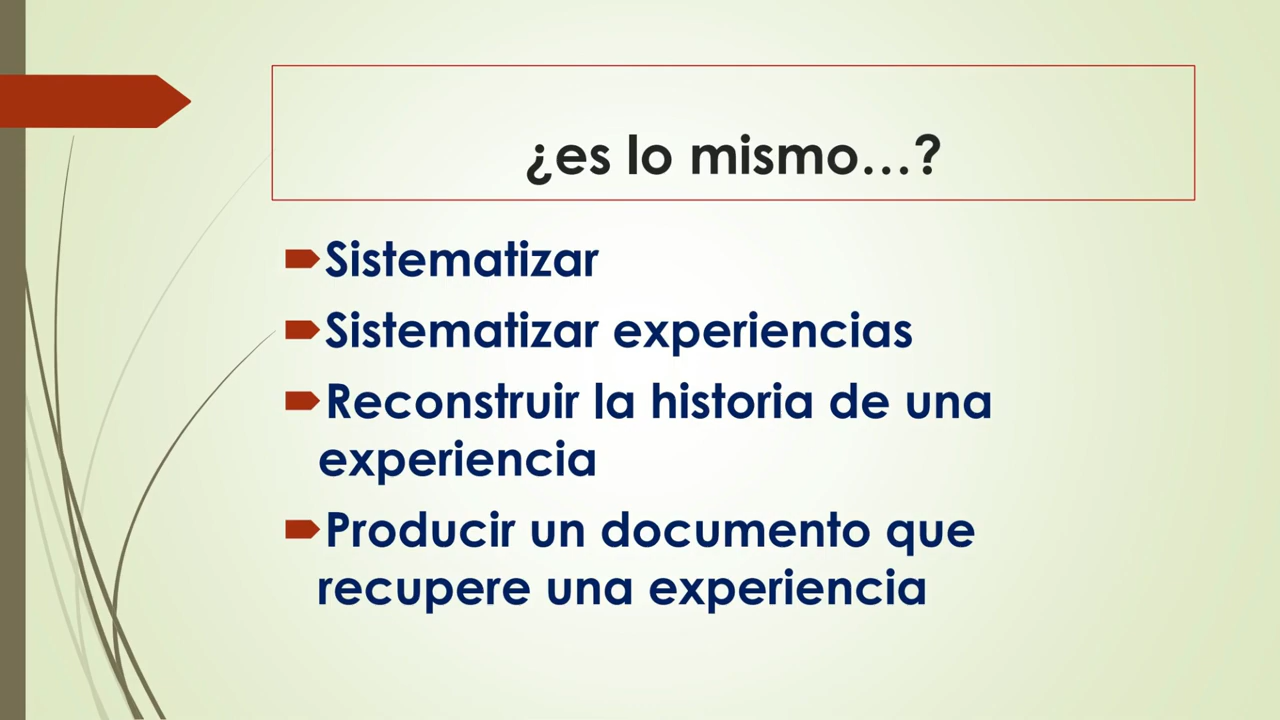 ¿es lo mismo...?
Sistematizar
Sistematizar experiencias
Reconstruir la historia de una
experiencia
Producir un documento que
recupere una experiencia